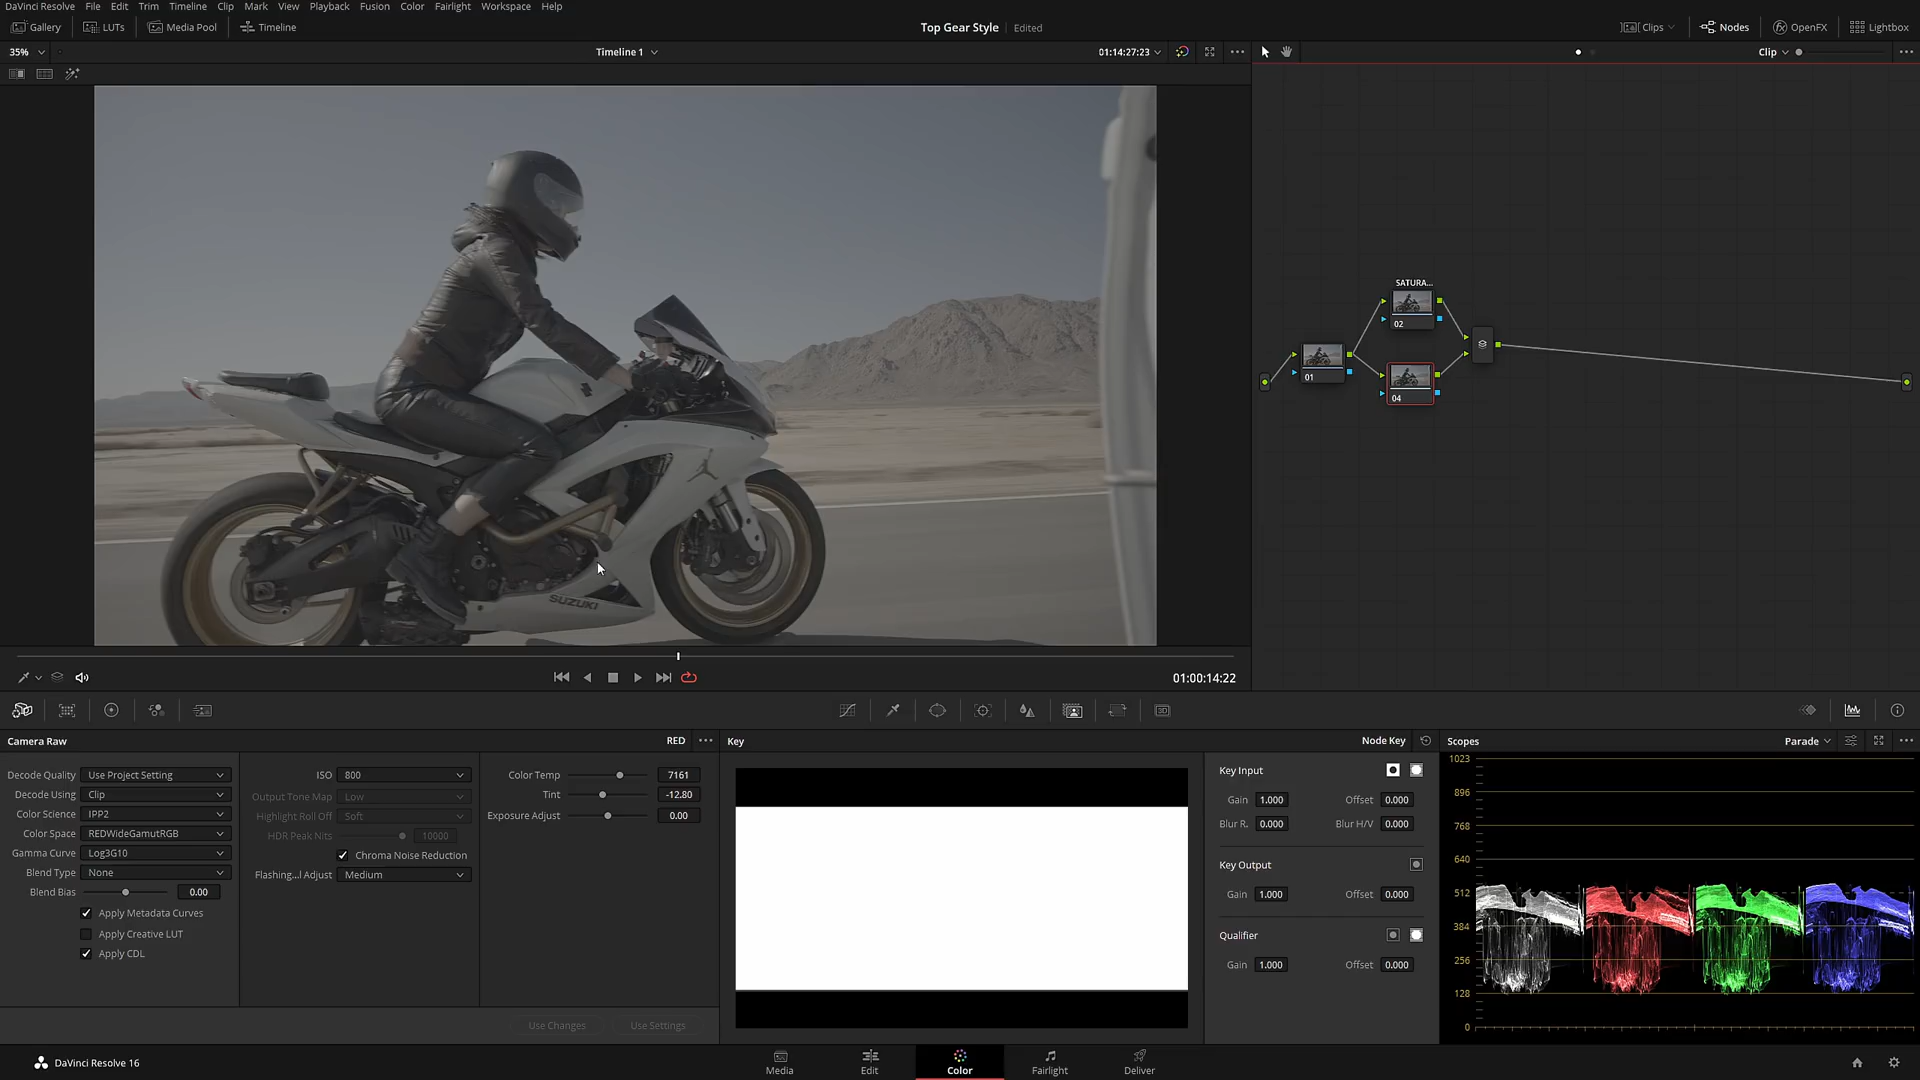 DaVinci Resolve File Edit Trim Timeline Clip Mark View Playback Fusion Color Fairlight Workspace Help
Gallery LUTs Media Pool Timeline Top Gear Style Edited Clips Nodes OpenFX Lightbox
35% Timeline 1 01:14:27:23 Clip
SATURA...
02
01
04
SUZUKI
01:00:14:22
Camera Raw RED Key Node Key Scopes Parade
Decode Quality Use Project Setting
Decode Using Clip
Color Science IPP2
Color Space REDWideGamutRGB
Gamma Curve Log3G10
Blend Type None
Blend Bias 0.00
Apply Metadata Curves
Apply Creative LUT
Apply CDL
ISO 800
Output Tone Map Low
Highlight Roll Off Soft
HDR Peak Nits 10000
Chroma Noise Reduction
Flashing...l Adjust Medium
Color Temp 7161
Tint -12.80
Exposure Adjust 0.00
Use Changes Use Settings
Key Input
Gain 1.000 Offset 0.000
Blur R. 0.000 Blur H/V 0.000
Key Output
Gain 1.000 Offset 0.000
Qualifier
Gain 1.000 Offset 0.000
1023
896
768
640
512
384
256
128
0
DaVinci Resolve 16 Media Edit Color Fairlight Deliver